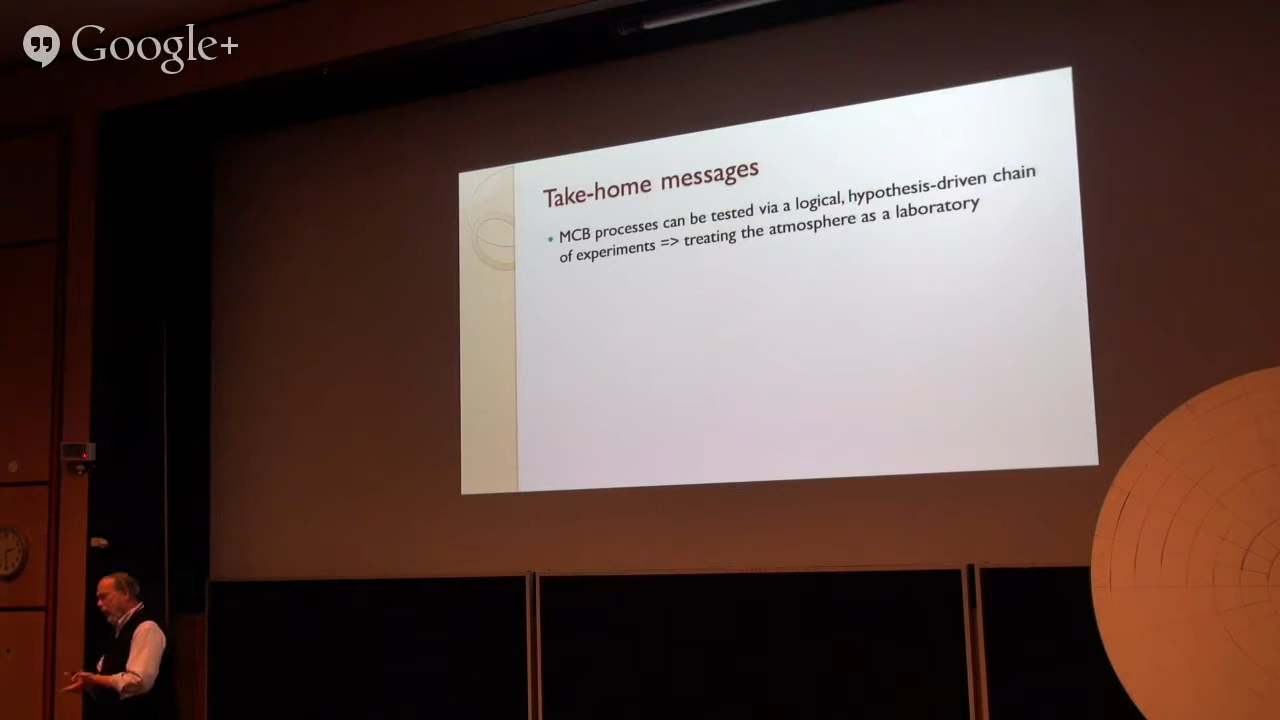 Google+
Take-home messages
• MCB processes can be tested via a logical, hypothesis-driven chain
of experiments => treating the atmosphere as a laboratory